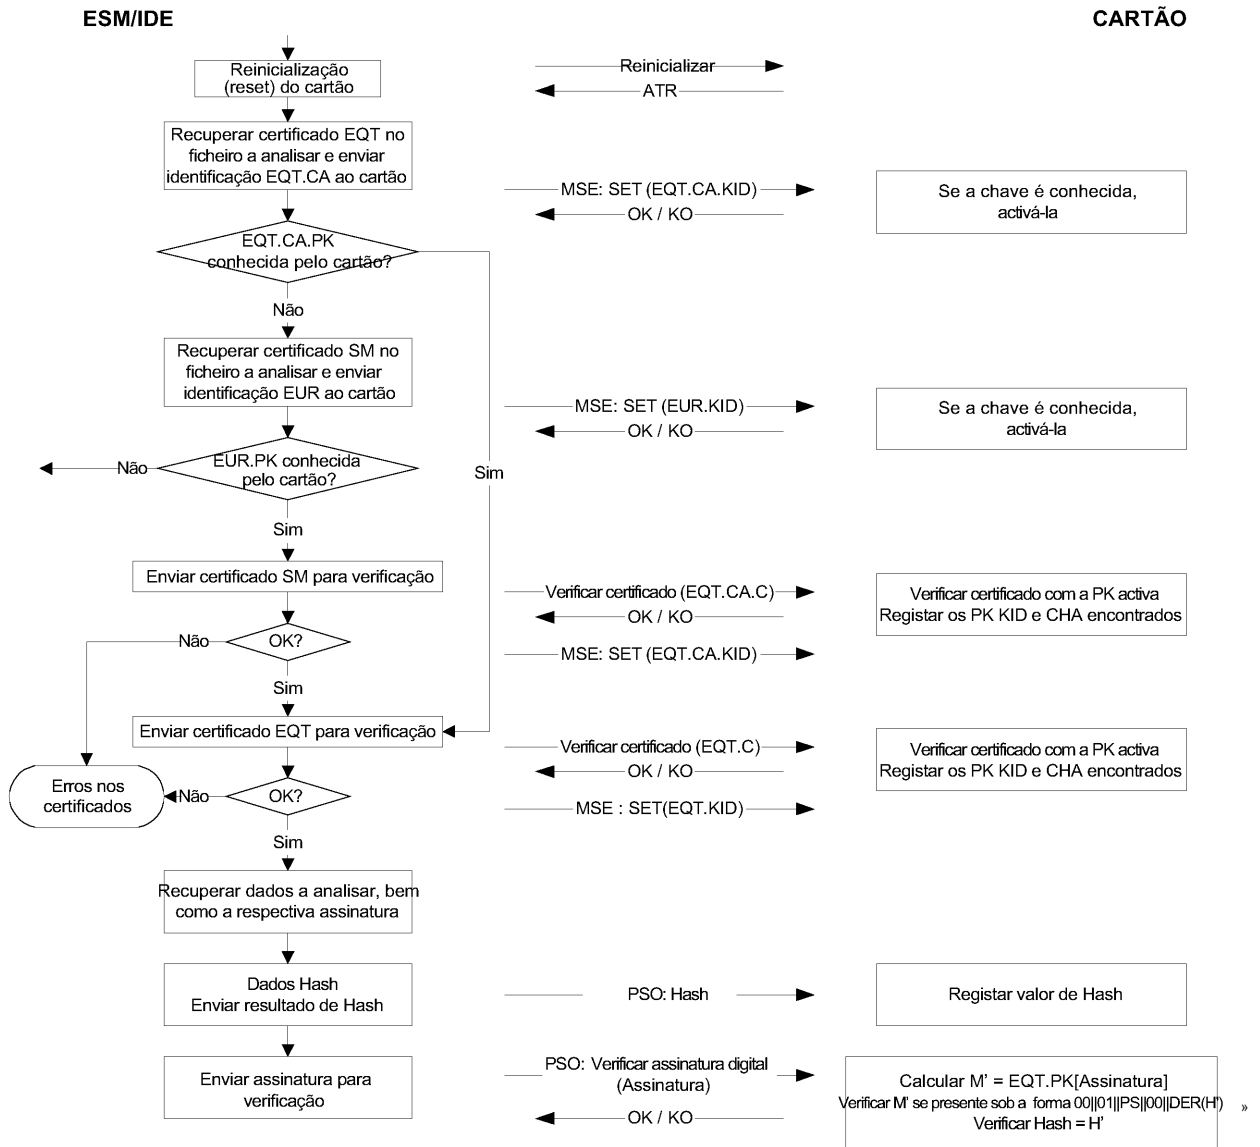 ESM/IDE
CARTÃO
Reinicialização
(reset) do cartão
Reinicializar
ATR
Recuperar certificado EQT no
ficheiro a analisar e enviar
identificação EQT.CA ao cartão
MSE: SET (EQT.CA.KID)
OK / KO
Se a chave é conhecida,
activá-la
EQT.CA.PK
conhecida pelo cartão?
Não
Recuperar certificado SM no
ficheiro a analisar e enviar
identificação EUR ao cartão
MSE: SET (EUR.KID)
OK / KO
Se a chave é conhecida,
activá-la
Não
EUR.PK conhecida
pelo cartão?
Sim
Sim
Enviar certificado SM para verificação
Verificar certificado (EQT.CA.C)
OK / KO
Verificar certificado com a PK activa
Registar os PK KID e CHA encontrados
Não
OK?
MSE: SET (EQT.CA.KID)
Sim
Enviar certificado EQT para verificação
Verificar certificado (EQT.C)
OK / KO
Verificar certificado com a PK activa
Registar os PK KID e CHA encontrados
Erros nos
certificados
Não
OK?
MSE : SET(EQT.KID)
Sim
Recuperar dados a analisar, bem
como a respectiva assinatura
Dados Hash
Enviar resultado de Hash
PSO: Hash
Registar valor de Hash
Enviar assinatura para
verificação
PSO: Verificar assinatura digital
(Assinatura)
OK / KO
Calcular M' = EQT.PK[Assinatura]
Verificar M' se presente sob a forma 00||01||PS||00||DER(H')
Verificar Hash = H'
»